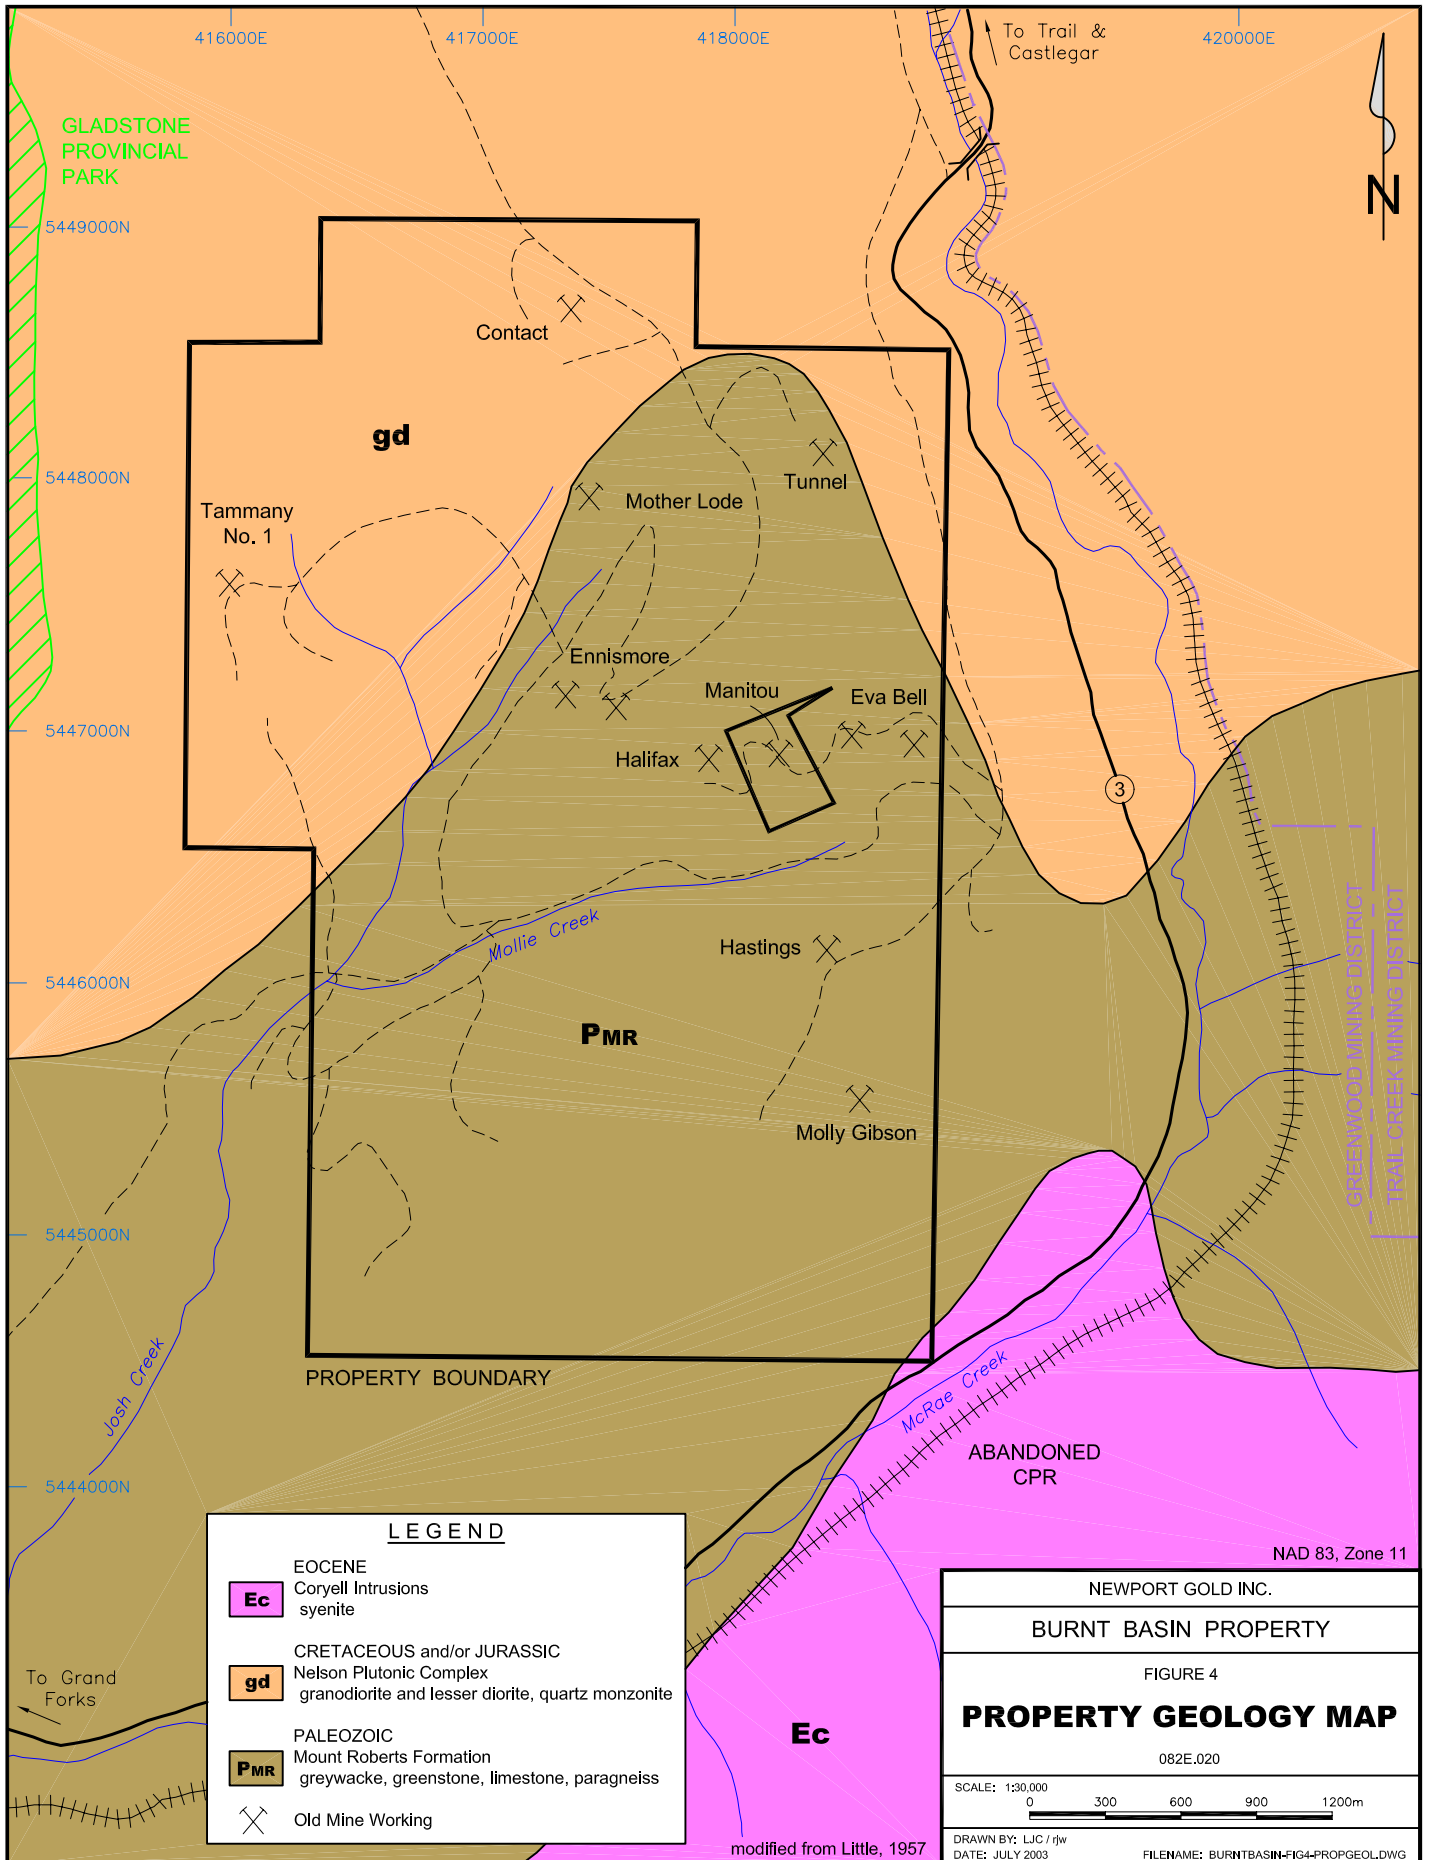 416000E
417000E
418000E
420000E
To Trail &
Castlegar
GLADSTONE
PROVINCIAL
PARK
N
5449000N
Contact
gd
5448000N
Tammany
No. 1
Mother Lode
Tunnel
Ennismore
Manitou
Eva Bell
5447000N
Halifax
3
Mollie Creek
Hastings
5446000N
PMR
GREENWOOD MINING DISTRICT
TRAIL CREEK MINING DISTRICT
Molly Gibson
5445000N
PROPERTY BOUNDARY
Josh Creek
McRae Creek
ABANDONED
CPR
5444000N
NAD 83, Zone 11
To Grand
Forks
Ec
modified from Little, 1957
LEGEND
EOCENE
Ec
Coryell Intrusions
syenite
CRETACEOUS and/or JURASSIC
gd
Nelson Plutonic Complex
granodiorite and lesser diorite, quartz monzonite
PALEOZOIC
PMR
Mount Roberts Formation
greywacke, greenstone, limestone, paragneiss
Old Mine Working
NEWPORT GOLD INC.
BURNT BASIN PROPERTY
FIGURE 4
PROPERTY GEOLOGY MAP
082E.020
SCALE: 1:30,000
0 300 600 900 1200m
DRAWN BY: LJC / rjw
DATE: JULY 2003
FILENAME: BURNTBASIN-FIG4-PROPGEOL.DWG